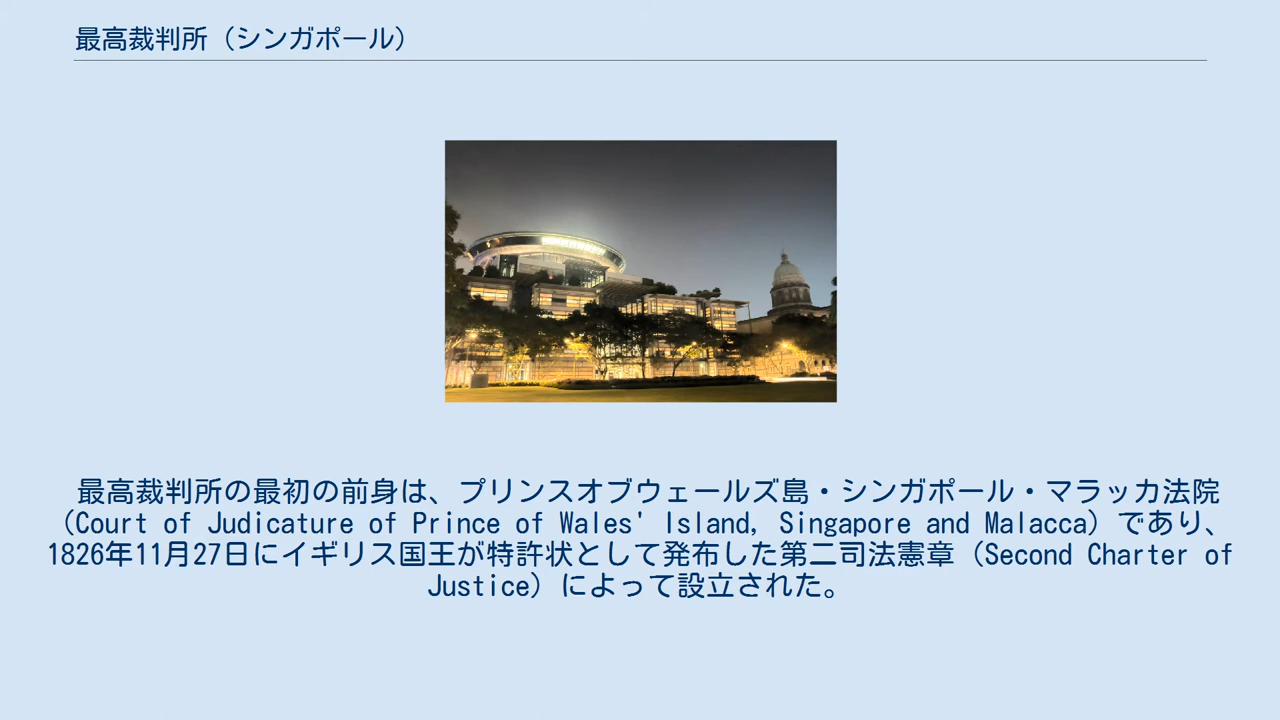 最高裁判所（シンガポール）
最高裁判所の最初の前身は、プリンスオブウェールズ島・シンガポール・マラッカ法院
（Court of Judicature of Prince of Wales' Island, Singapore and Malacca）であり、
1826年11月27日にイギリス国王が特許状として発布した第二司法憲章（Second Charter of
Justice）によって設立された。